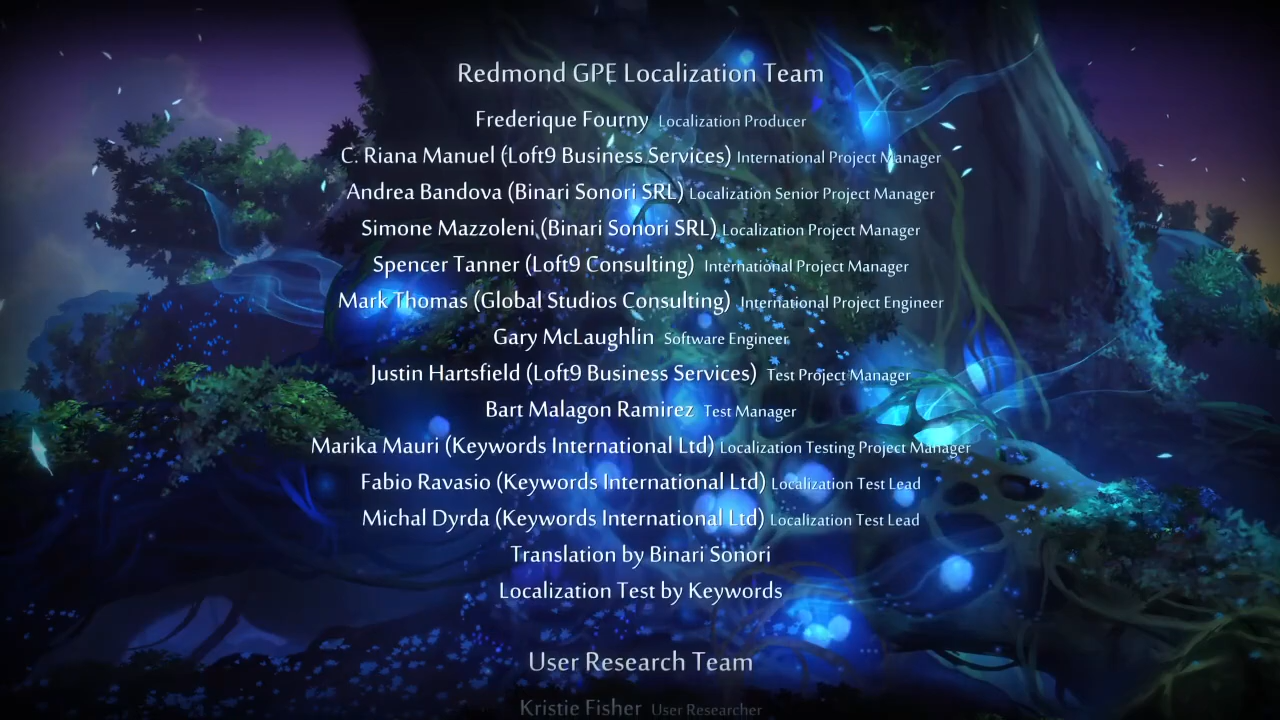 Redmond GPE Localization Team
Frederique Fourny Localization Producer
C. Riana Manuel (Loft9 Business Services) International Project Manager
Andrea Bandova (Binari Sonori SRL) Localization Senior Project Manager
Simone Mazzoleni (Binari Sonori SRL) Localization Project Manager
Spencer Tanner (Loft9 Consulting) International Project Manager
Mark Thomas (Global Studios Consulting) International Project Engineer
Gary McLaughlin Software Engineer
Justin Hartsfield (Loft9 Business Services) Test Project Manager
Bart Malagon Ramirez Test Manager
Marika Mauri (Keywords International Ltd) Localization Testing Project Manager
Fabio Ravasio (Keywords International Ltd) Localization Test Lead
Michal Dyrda (Keywords International Ltd) Localization Test Lead
Translation by Binari Sonori
Localization Test by Keywords
User Research Team
Kristie Fisher User Researcher